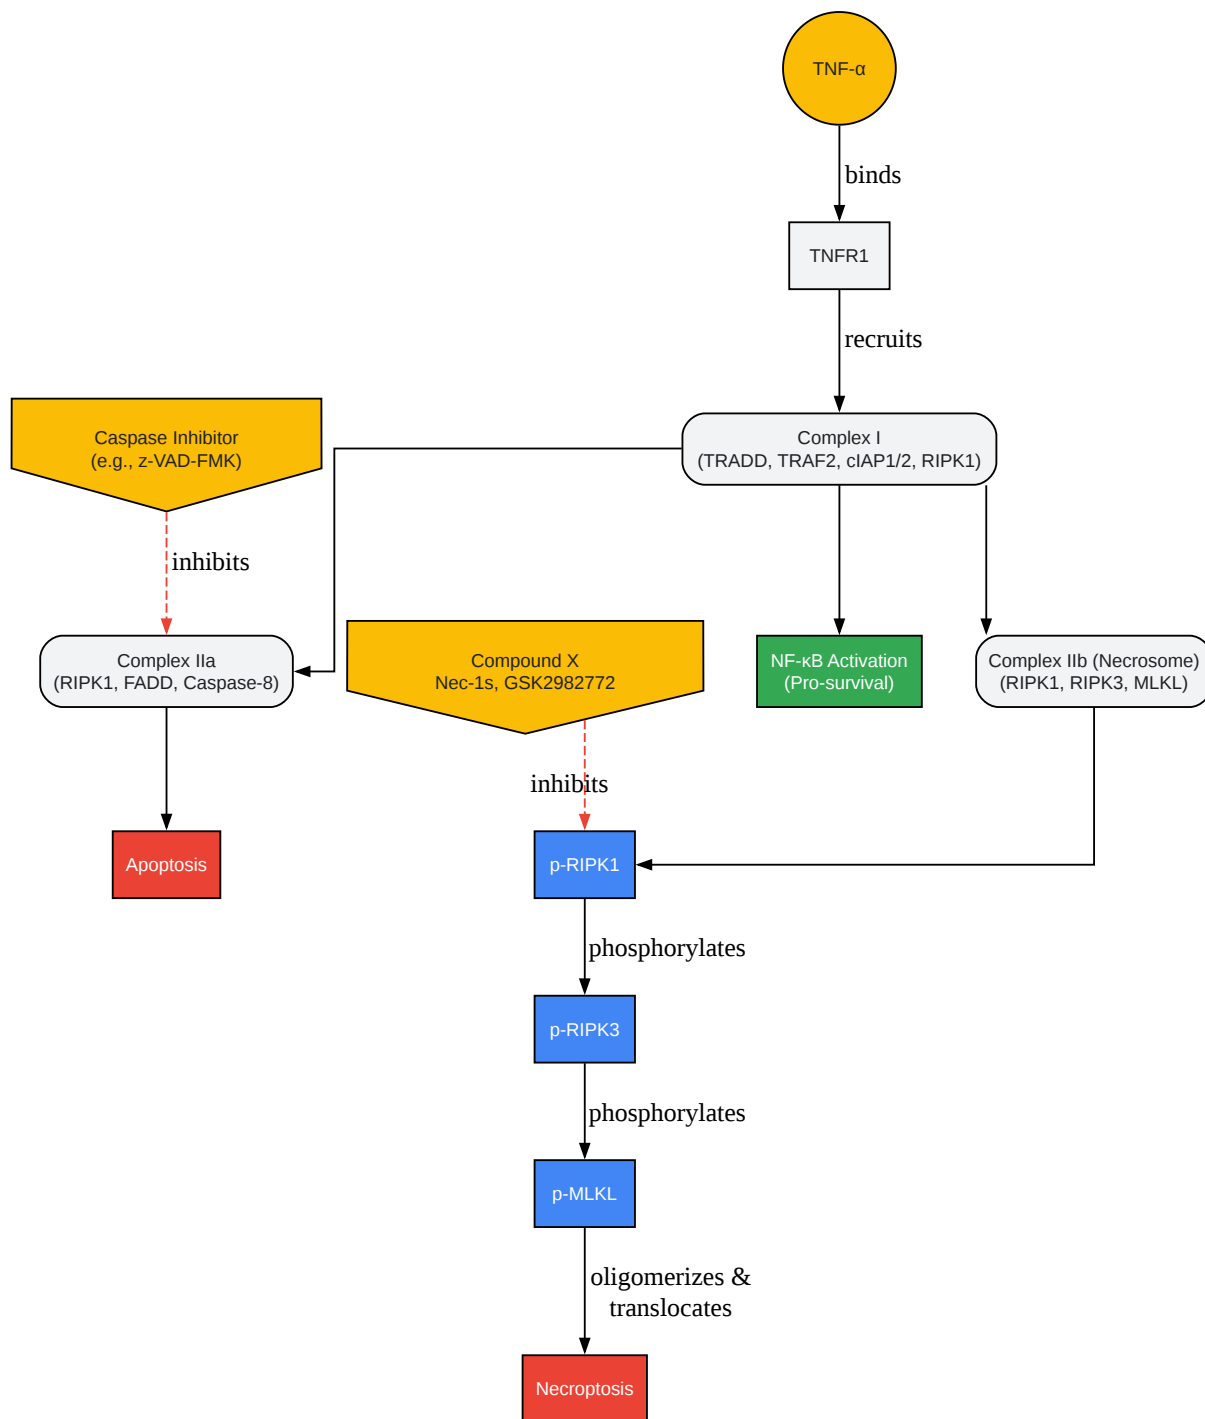 TNF-α
binds
TNFR1
recruits
Caspase Inhibitor
(e.g., z-VAD-FMK)
Complex I
(TRADD, TRAF2, cIAP1/2, RIPK1)
inhibits
Complex IIa
(RIPK1, FADD, Caspase-8)
Compound X
Nec-1s, GSK2982772
NF-κB Activation
(Pro-survival)
Complex IIb (Necrosome)
(RIPK1, RIPK3, MLKL)
inhibits
Apoptosis
p-RIPK1
phosphorylates
p-RIPK3
phosphorylates
p-MLKL
oligomerizes &
translocates
Necroptosis